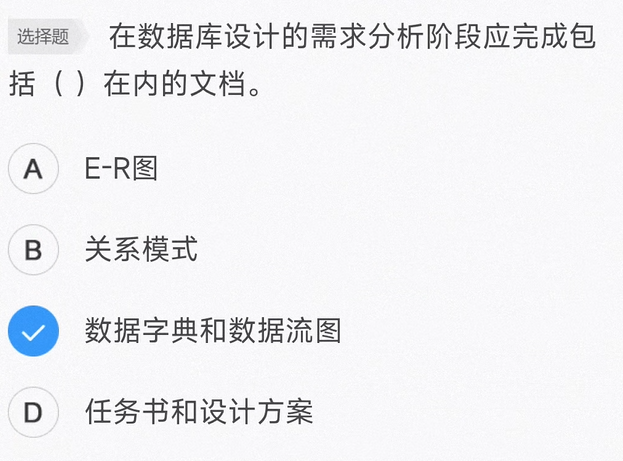 选择题 在数据库设计的需求分析阶段应完成包
括（ ）在内的文档。
A E-R图
B 关系模式
数据字典和数据流图
D 任务书和设计方案